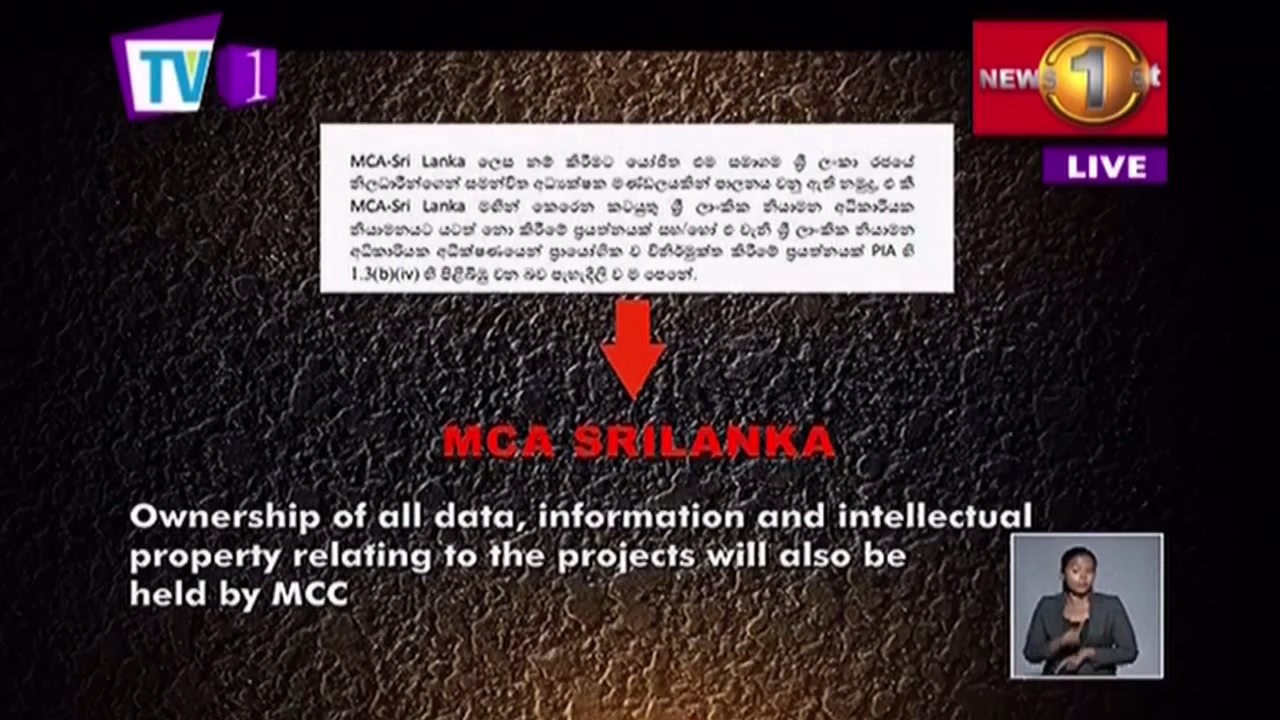 TV 1
NEWS 1st
LIVE
MCA-Sri Lanka ලෙස නම් කිරීමට යෝජිත එම සමාගම ශ්‍රී ලංකා රජයේ
නිලධාරීන්ගෙන් සමන්විත අධ්‍යක්ෂක මණ්ඩලයකින් පාලනය වනු ඇති නමුදු, එ කී
MCA-Sri Lanka මඟින් කෙරෙන කටයුතු ශ්‍රී ලාංකික නියාමන අධිකාරියක
නියාමනයට යටත් නො කිරීමේ ප්‍රයත්නයක් සහ/හෝ එ වැනි ශ්‍රී ලාංකික නියාමන
අධිකාරියක අධීක්ෂණයෙන් ප්‍රායෝගික ව විනිර්මුක්ත කිරීමේ ප්‍රයත්නයක් PIA හි
1.3(b)(iv) හි පිළිබිඹු වන බව පැහැදිලි ව ම පෙනේ.
MCA SRILANKA
Ownership of all data, information and intellectual
property relating to the projects will also be
held by MCC